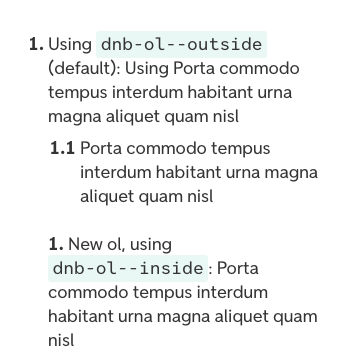 1. Using dnb-ol--outside
(default): Using Porta commodo
tempus interdum habitant urna
magna aliquet quam nisl
1.1 Porta commodo tempus
interdum habitant urna magna
aliquet quam nisl
1. New ol, using
dnb-ol--inside: Porta
commodo tempus interdum
habitant urna magna aliquet quam
nisl